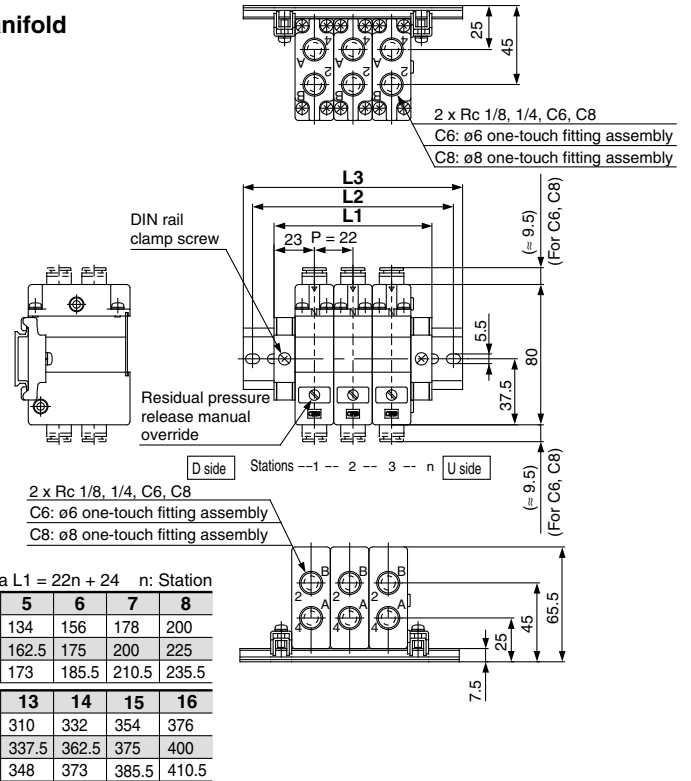 nifold
25
45
4 4 4
A A A
2 2 2
B B B
2 x Rc 1/8, 1/4, C6, C8
C6: ø6 one-touch fitting assembly
C8: ø8 one-touch fitting assembly
L3
L2
L1
23 P = 22
DIN rail
clamp screw
(≈ 9.5)
(For C6, C8)
N N N
5.5
80
37.5
Residual pressure
release manual
override
D side Stations --1 -- 2 -- 3 -- n U side
(≈ 9.5)
(For C6, C8)
2 x Rc 1/8, 1/4, C6, C8
C6: ø6 one-touch fitting assembly
C8: ø8 one-touch fitting assembly
B B B
2 2 2
A A A
4 4 4
25
45
65.5
7.5
a L1 = 22n + 24 n: Station
5 6 7 8
134 156 178 200
162.5 175 200 225
173 185.5 210.5 235.5
13 14 15 16
310 332 354 376
337.5 362.5 375 400
348 373 385.5 410.5